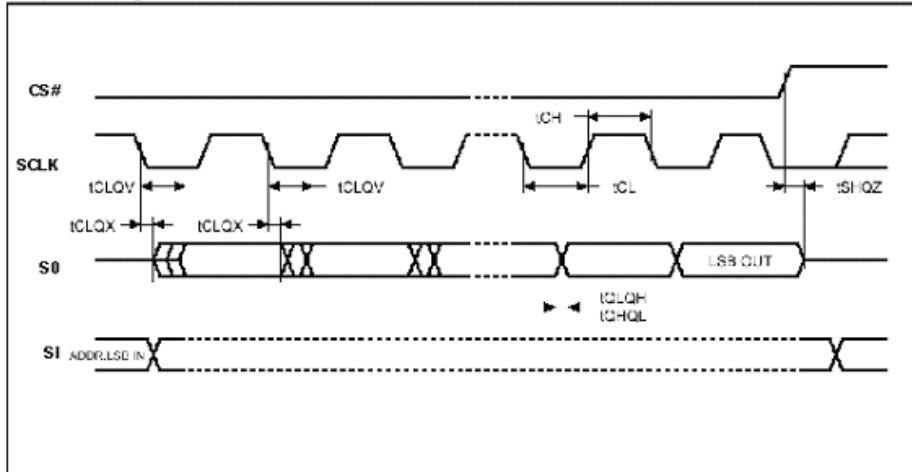 CS#
tCH
SCLK
tCLQV tCLQV tCL tSHQZ
tCLQX tCLQX
S0 LSB OUT
tQLQH
tQHQL
SI ADDR.LSB IN